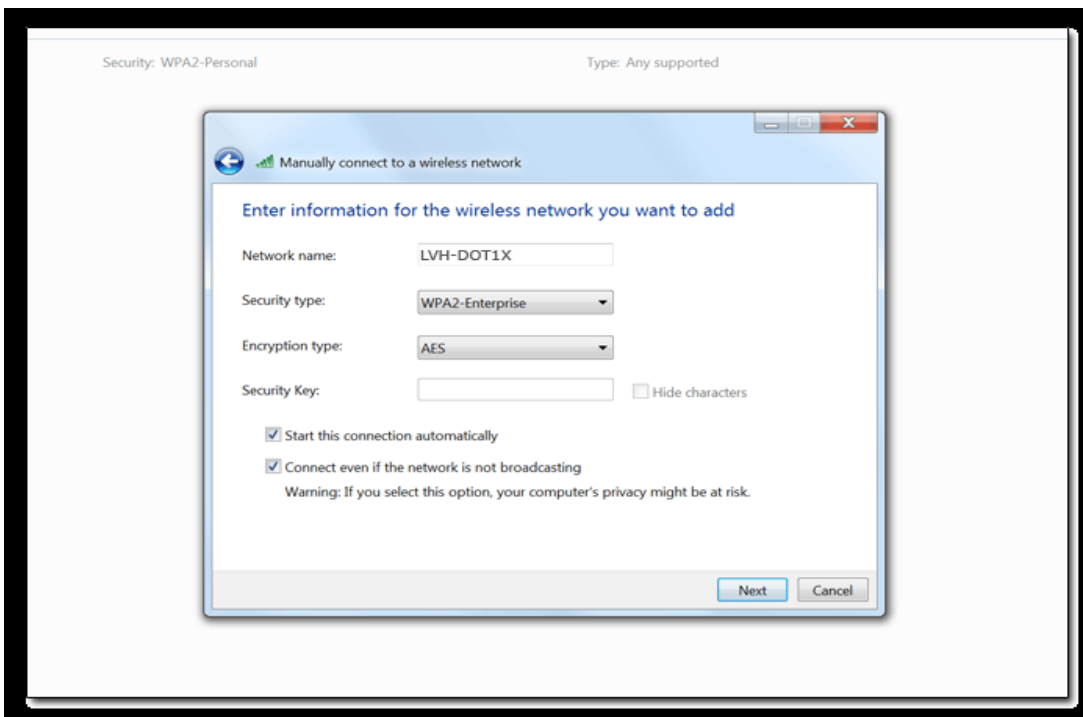 Security: WPA2-Personal Type: Any supported
Manually connect to a wireless network
Enter information for the wireless network you want to add
Network name: LVH-DOT1X
Security type: WPA2-Enterprise
Encryption type: AES
Security Key: Hide characters
Start this connection automatically
Connect even if the network is not broadcasting
Warning: If you select this option, your computer's privacy might be at risk.
Next Cancel